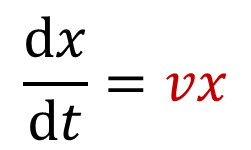 dx/dt = vx